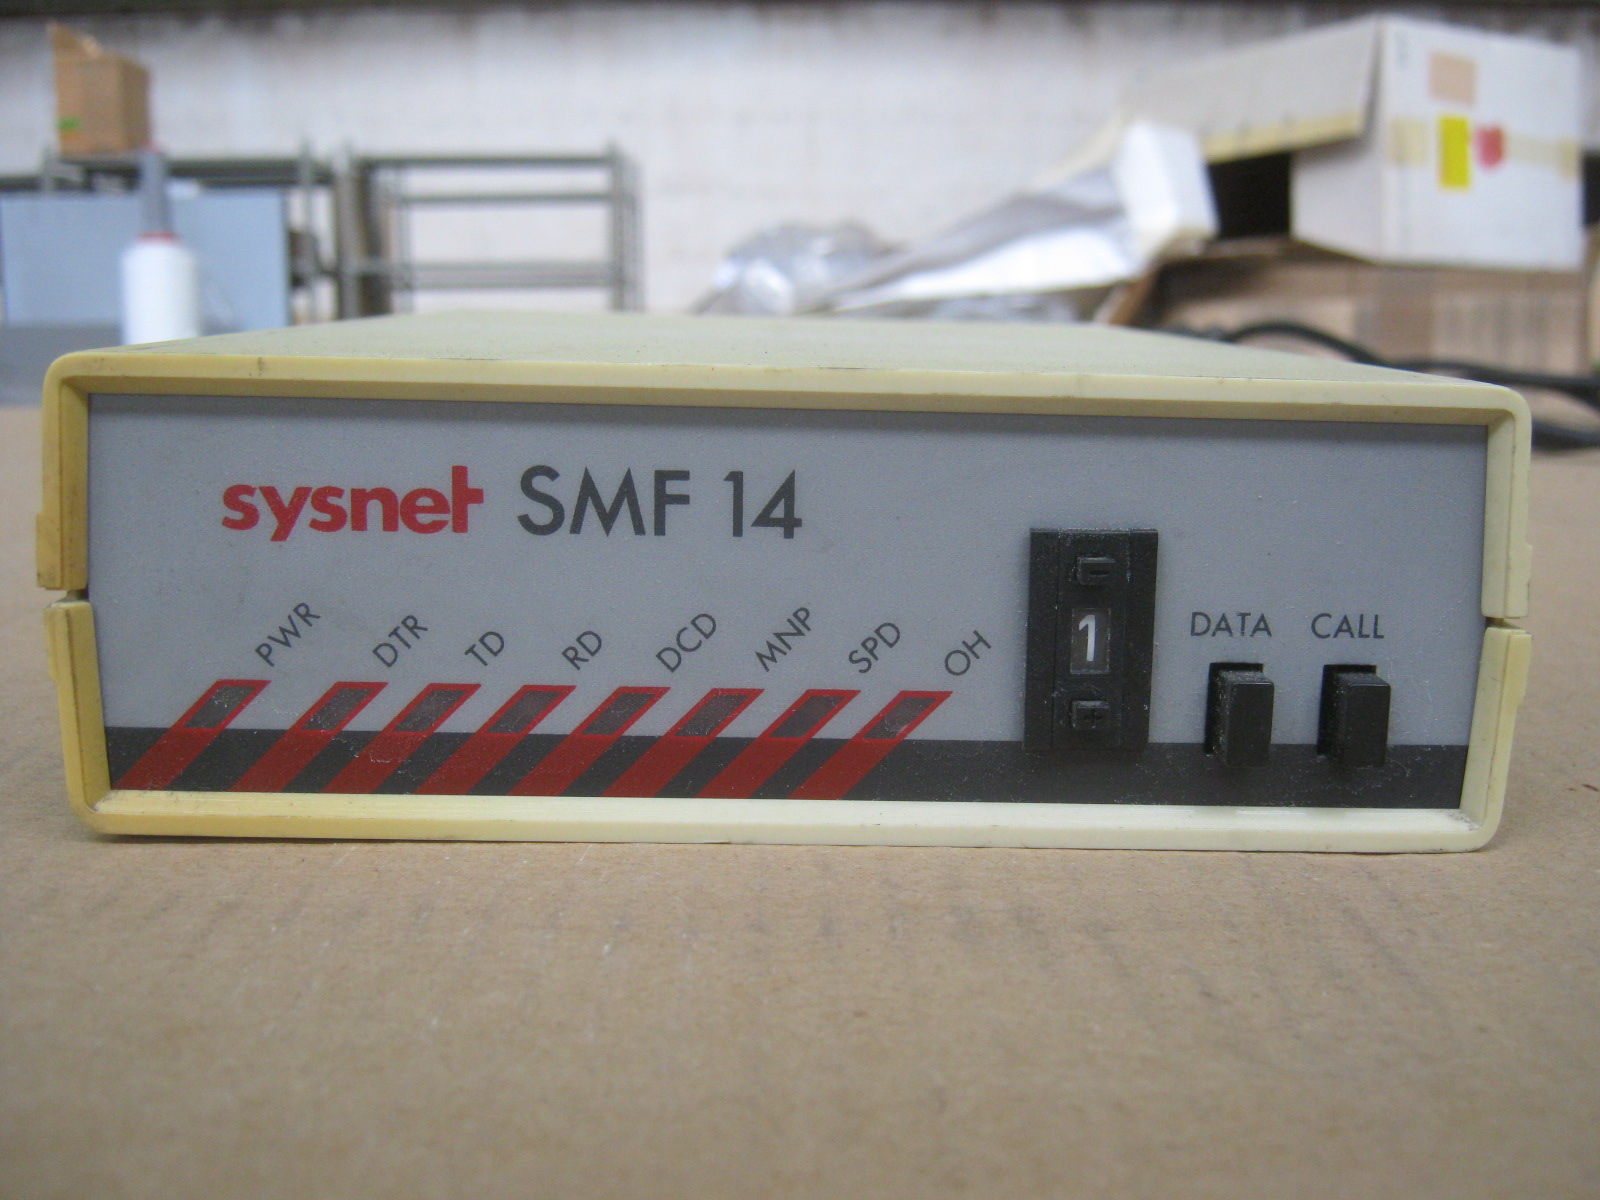 sysnet SMF 14
PWR DTR TD RD DCD MNP SPD OH
-
1
+
DATA CALL